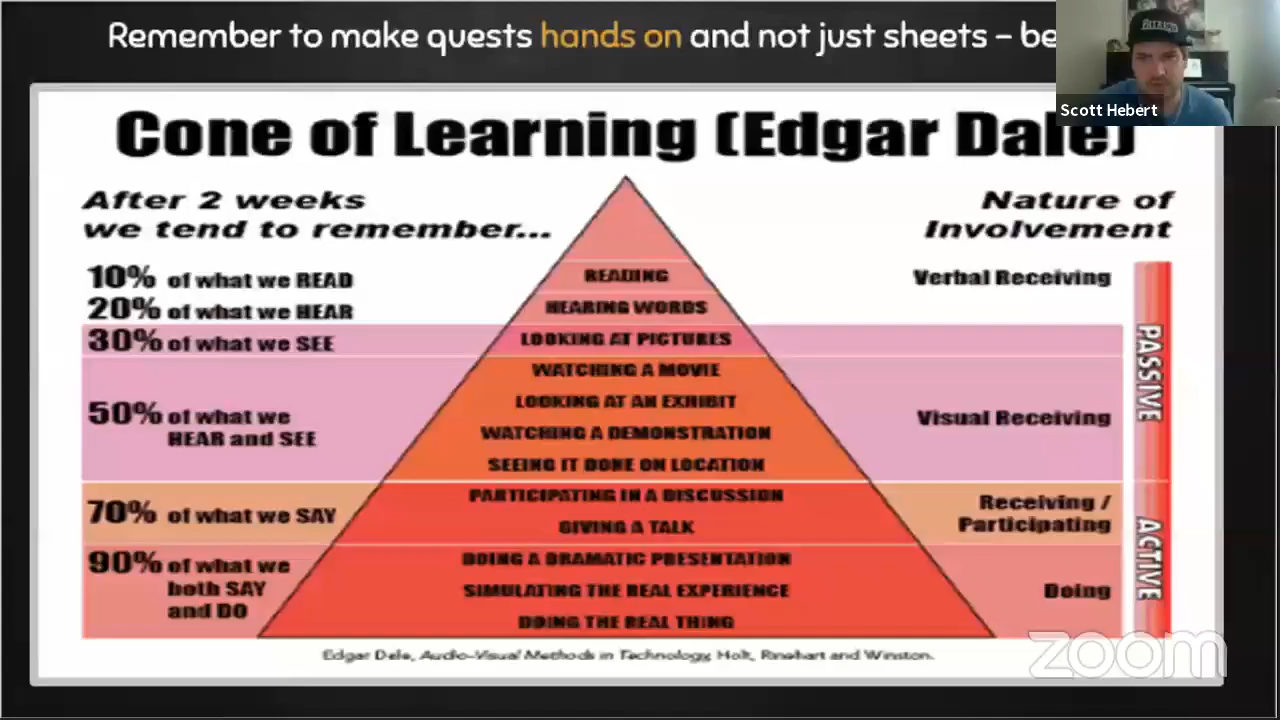 Remember to make quests hands on and not just sheets – be
Scott Hebert
Cone of Learning (Edgar Dale)
After 2 weeks
we tend to remember...
Nature of
Involvement
10% of what we READ
20% of what we HEAR
30% of what we SEE
50% of what we
HEAR and SEE
70% of what we SAY
90% of what we
both SAY
and DO
READING
HEARING WORDS
LOOKING AT PICTURES
WATCHING A MOVIE
LOOKING AT AN EXHIBIT
WATCHING A DEMONSTRATION
SEEING IT DONE ON LOCATION
PARTICIPATING IN A DISCUSSION
GIVING A TALK
DOING A DRAMATIC PRESENTATION
SIMULATING THE REAL EXPERIENCE
DOING THE REAL THING
Verbal Receiving
Visual Receiving
Receiving /
Participating
Doing
PASSIVE
ACTIVE
Edgar Dale, Audio-Visual Methods in Technology, Holt, Rinehart and Winston.
zoom